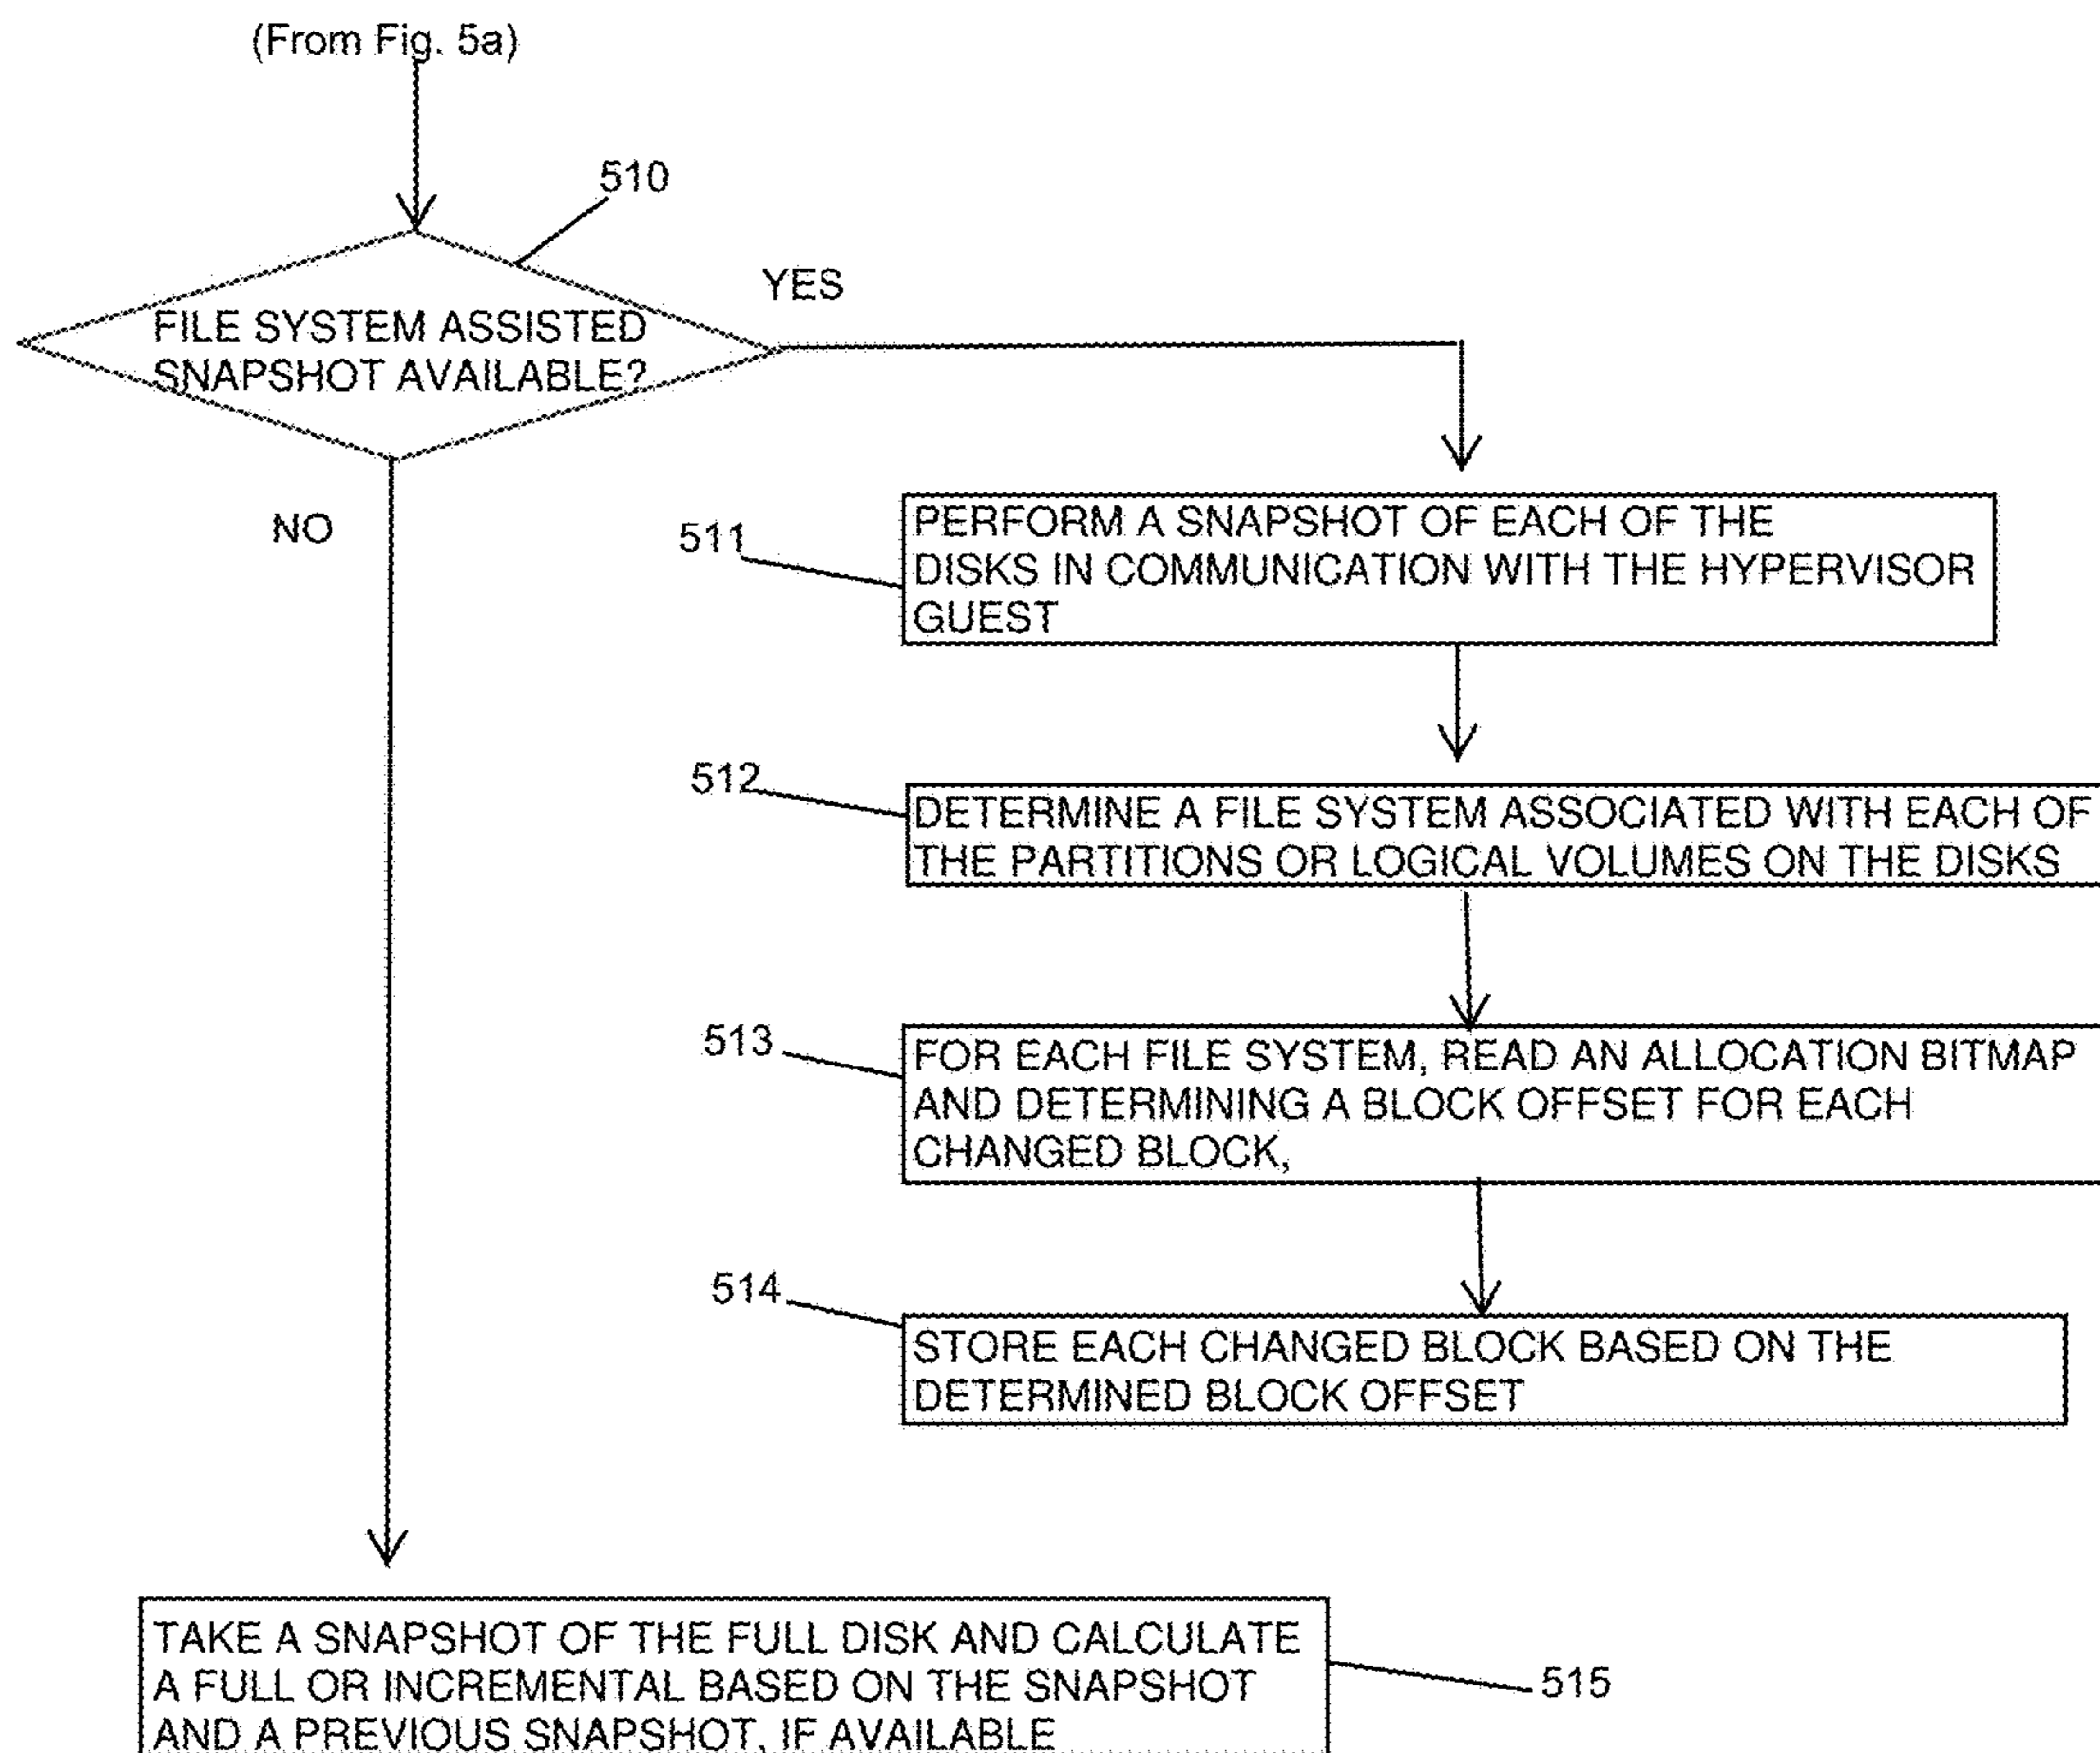 (From Fig. 5a)
510
YES
FILE SYSTEM ASSISTED
SNAPSHOT AVAILABLE?
NO
511
PERFORM A SNAPSHOT OF EACH OF THE
DISKS IN COMMUNICATION WITH THE HYPERVISOR
GUEST
512
DETERMINE A FILE SYSTEM ASSOCIATED WITH EACH OF
THE PARTITIONS OR LOGICAL VOLUMES ON THE DISKS
513
FOR EACH FILE SYSTEM, READ AN ALLOCATION BITMAP
AND DETERMINING A BLOCK OFFSET FOR EACH
CHANGED BLOCK,
514
STORE EACH CHANGED BLOCK BASED ON THE
DETERMINED BLOCK OFFSET
TAKE A SNAPSHOT OF THE FULL DISK AND CALCULATE
A FULL OR INCREMENTAL BASED ON THE SNAPSHOT
AND A PREVIOUS SNAPSHOT, IF AVAILABLE
515